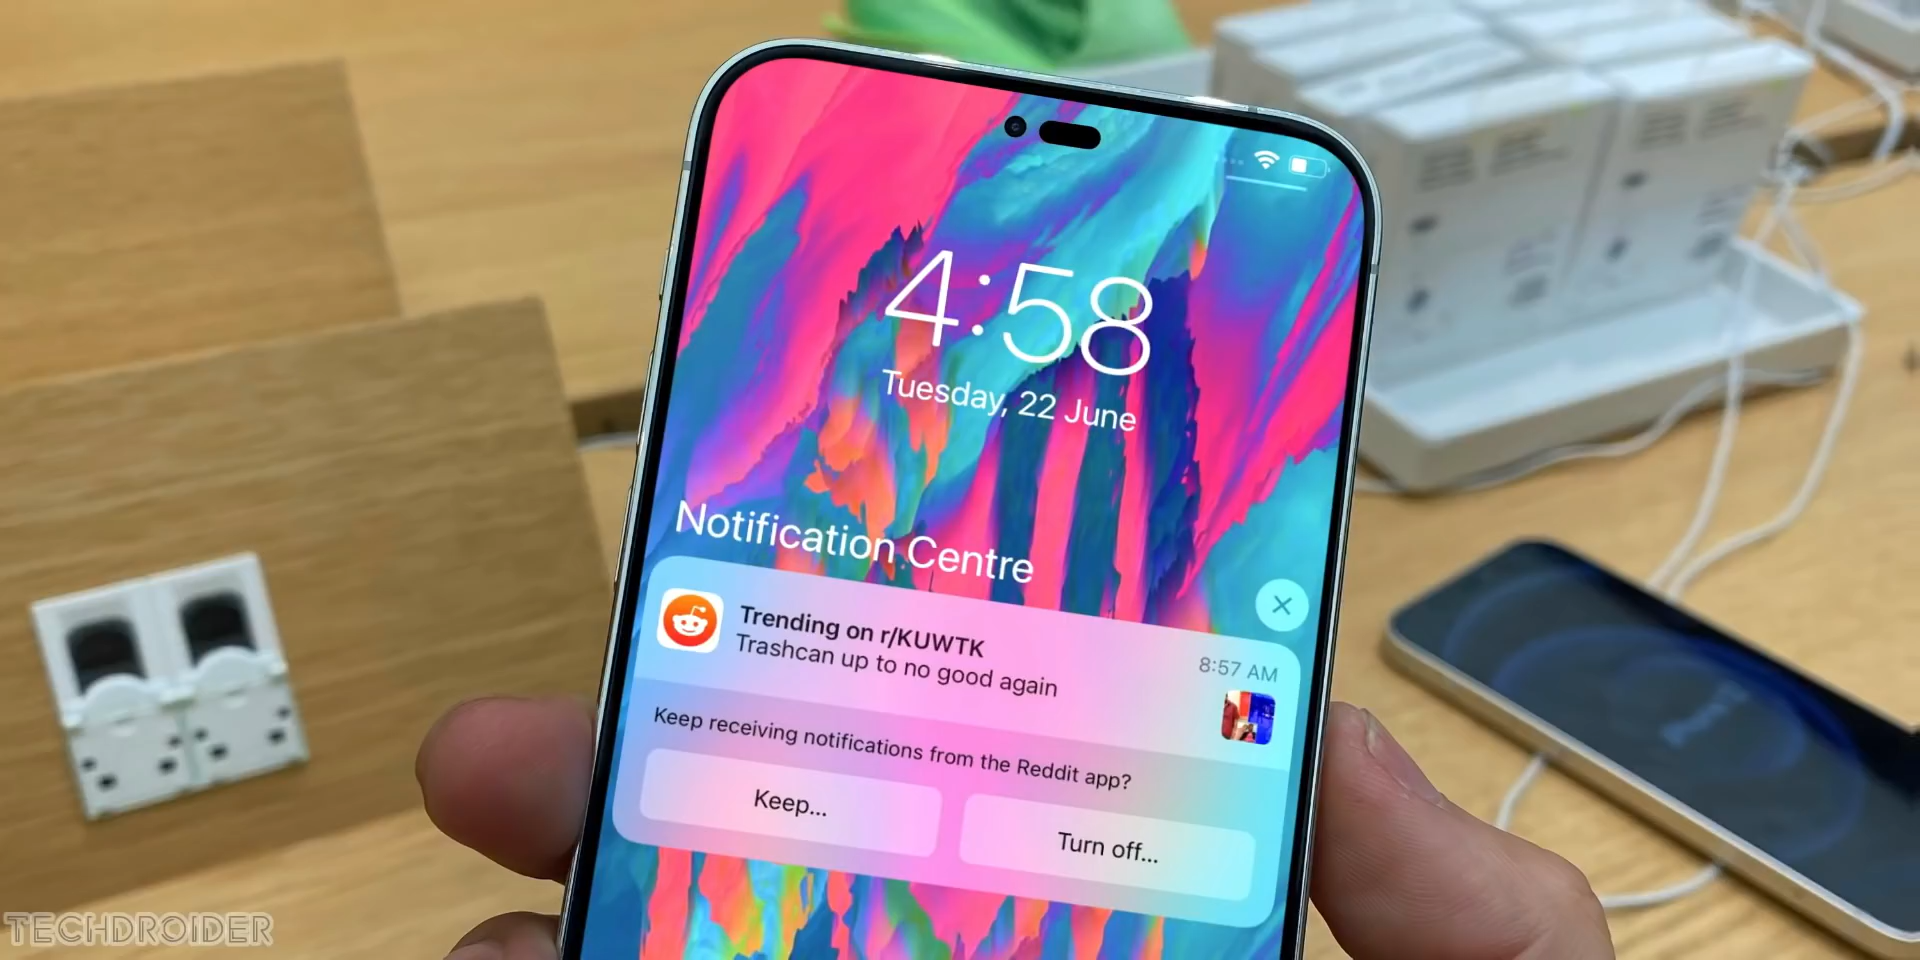 4:58
Tuesday, 22 June
Notification Centre
Trending on r/KUWTK
Trashcan up to no good again
8:57 AM
Keep receiving notifications from the Reddit app?
Keep...
Turn off...
TECHDROIDER